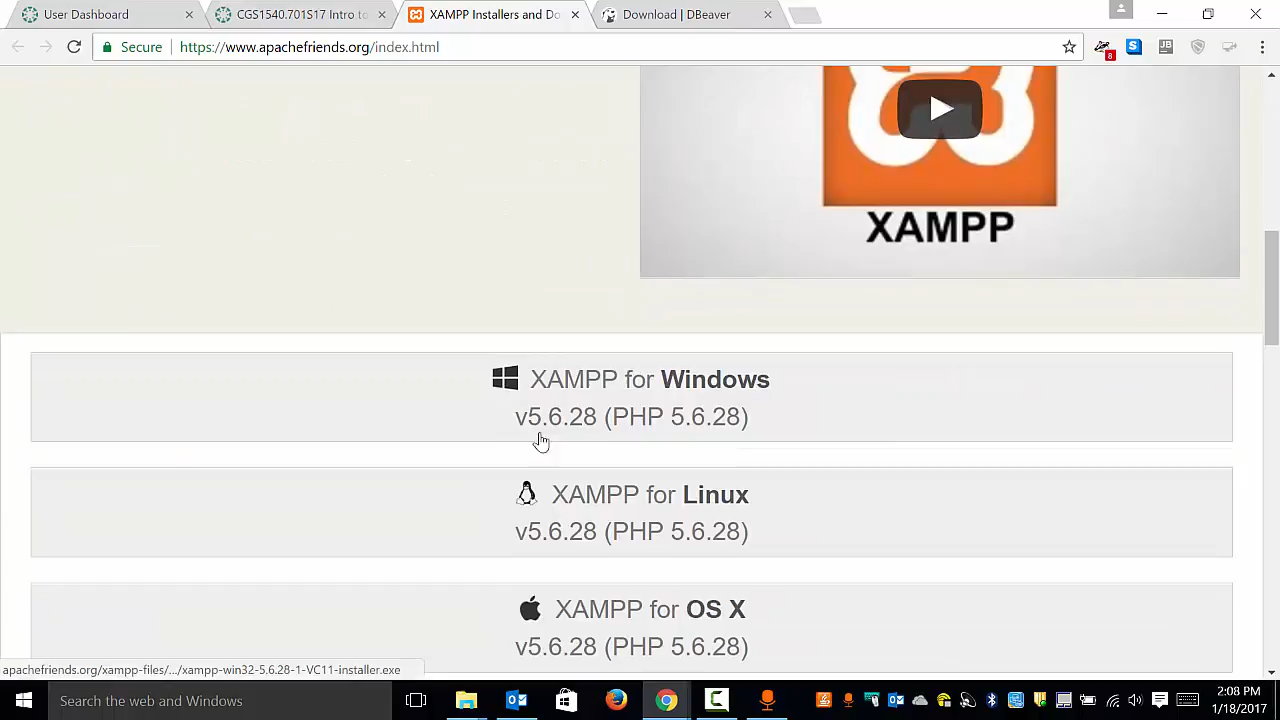 User Dashboard
CGS1540.701S17 Intro to
XAMPP Installers and Do
Download | DBeaver
Secure
https://www.apachefriends.org/index.html
8
S
JB
XAMPP
XAMPP for Windows
v5.6.28 (PHP 5.6.28)
XAMPP for Linux
v5.6.28 (PHP 5.6.28)
XAMPP for OS X
v5.6.28 (PHP 5.6.28)
apachefriends.org/xampp-files/.../xampp-win32-5.6.28-1-VC11-installer.exe
Search the web and Windows
2:08 PM
1/18/2017